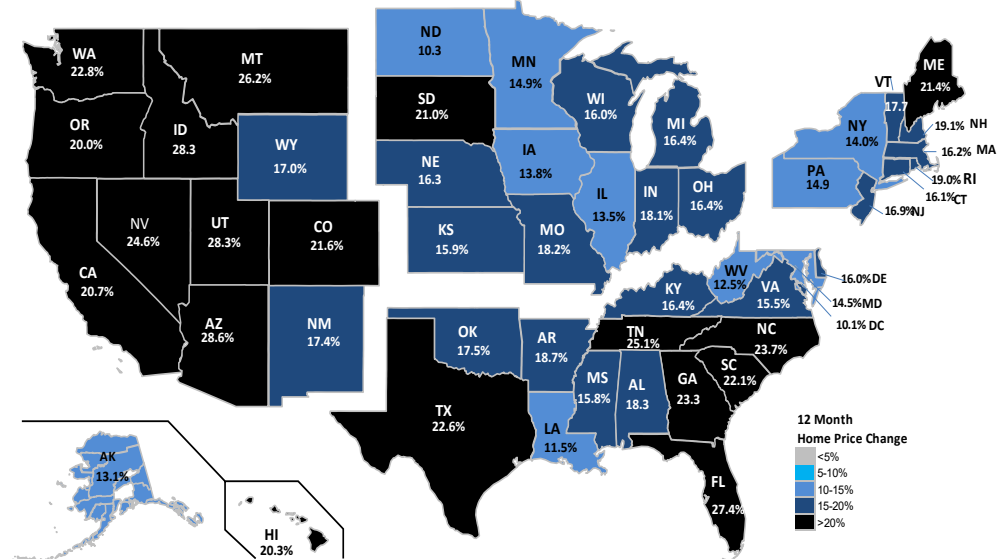 WA
22.8%
MT
26.2%
OR
20.0%
ID
28.3
WY
17.0%
NV
24.6%
UT
28.3%
CO
21.6%
CA
20.7%
AZ
28.6%
NM
17.4%
ND
10.3
MN
14.9%
SD
21.0%
WI
16.0%
MI
16.4%
NE
16.3
IA
13.8%
IL
13.5%
IN
18.1%
OH
16.4%
KS
15.9%
MO
18.2%
VT
17.7
ME
21.4%
NY
14.0%
19.1% NH
16.2% MA
19.0% RI
16.1% CT
PA
14.9
16.9% NJ
WV
12.5%
16.0% DE
14.5% MD
10.1% DC
KY
16.4%
VA
15.5%
OK
17.5%
AR
18.7%
TN
25.1%
NC
23.7%
SC
22.1%
MS
15.8%
AL
18.3
GA
23.3
TX
22.6%
LA
11.5%
FL
27.4%
AK
13.1%
HI
20.3%
12 Month
Home Price Change
<5%
5-10%
10-15%
15-20%
>20%